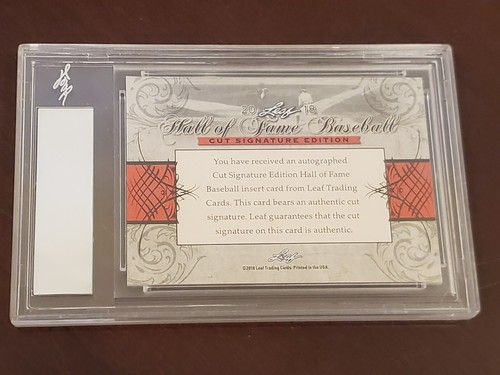 20 Leaf 18
Hall of Fame Baseball
CUT SIGNATURE EDITION
You have received an autographed
Cut Signature Edition Hall of Fame
Baseball insert card from Leaf Trading
Cards. This card bears an authentic cut
signature. Leaf guarantees that the cut
signature on this card is authentic.
Leaf
©2018 Leaf Trading Cards. Printed in the USA.